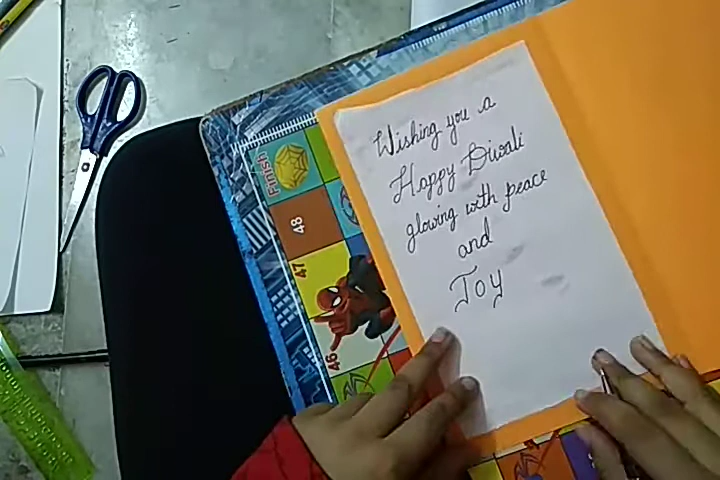 Wishing you a
Happy Diwali
glowing with peace
and
Joy
Finish
48
47
46